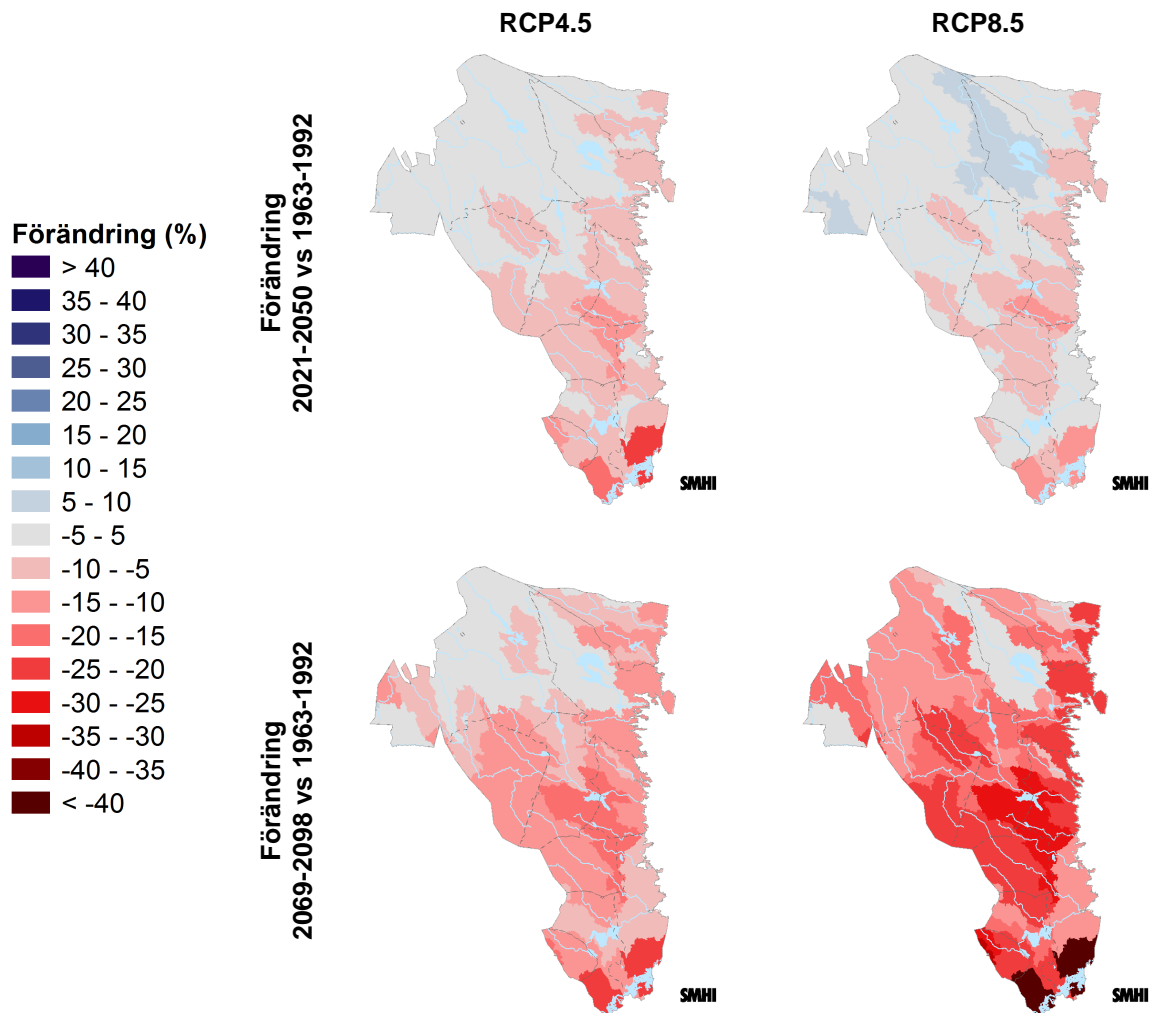 RCP4.5
RCP8.5
Förändring
2021-2050 vs 1963-1992
Förändring (%)
> 40
35 - 40
30 - 35
25 - 30
20 - 25
15 - 20
10 - 15
5 - 10
-5 - 5
-10 - -5
-15 - -10
-20 - -15
-25 - -20
-30 - -25
-35 - -30
-40 - -35
< -40
SMHI
SMHI
Förändring
2069-2098 vs 1963-1992
SMHI
SMHI